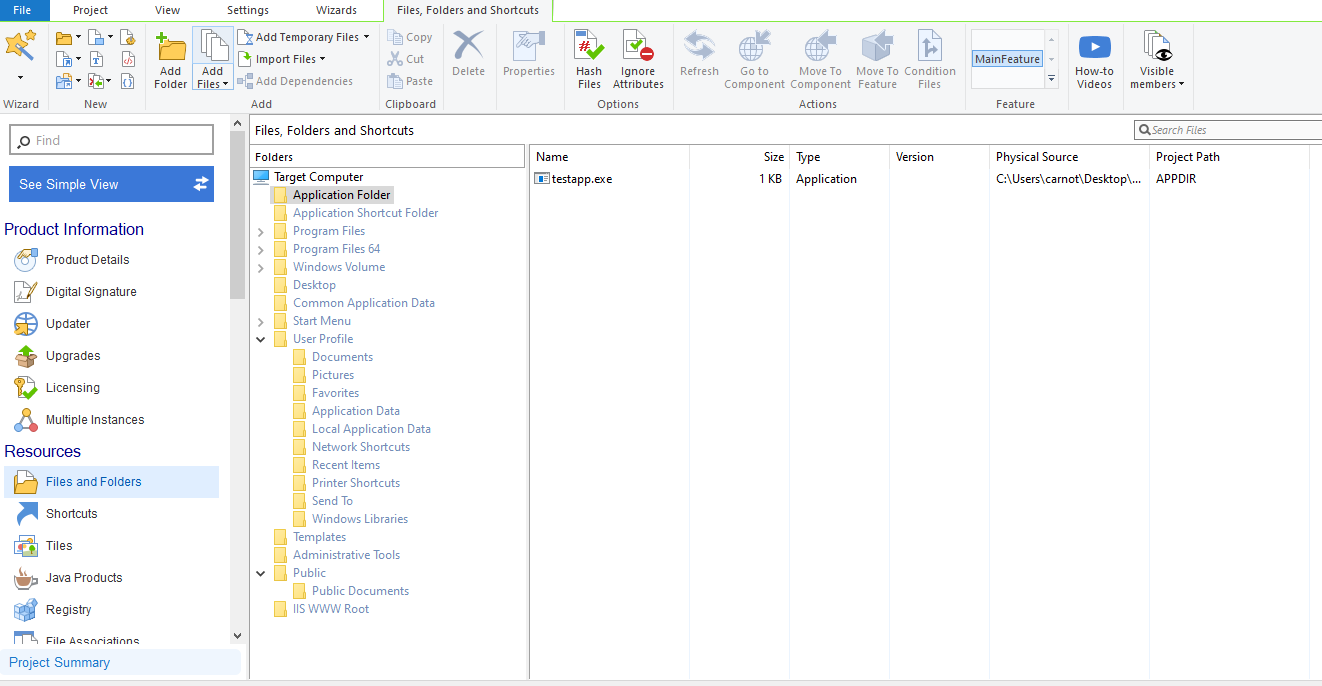 File Project View Settings Wizards Files, Folders and Shortcuts
Wizard
New
Add Folder
Add Files
Add Temporary Files
Import Files
Add Dependencies
Add
Copy
Cut
Paste
Clipboard
Delete
Properties
Hash Files
Ignore Attributes
Options
Refresh
Go to Component
Move To Component
Move To Feature
Condition Files
Actions
MainFeature
Feature
How-to Videos
Visible members
Find
See Simple View
Product Information
Product Details
Digital Signature
Updater
Upgrades
Licensing
Multiple Instances
Resources
Files and Folders
Shortcuts
Tiles
Java Products
Registry
File Associations
Project Summary
Files, Folders and Shortcuts
Search Files
Folders
Target Computer
Application Folder
Application Shortcut Folder
Program Files
Program Files 64
Windows Volume
Desktop
Common Application Data
Start Menu
User Profile
Documents
Pictures
Favorites
Application Data
Local Application Data
Network Shortcuts
Recent Items
Printer Shortcuts
Send To
Windows Libraries
Templates
Administrative Tools
Public
Public Documents
IIS WWW Root
Name Size Type Version Physical Source Project Path
testapp.exe 1 KB Application C:\Users\carnot\Desktop\... APPDIR